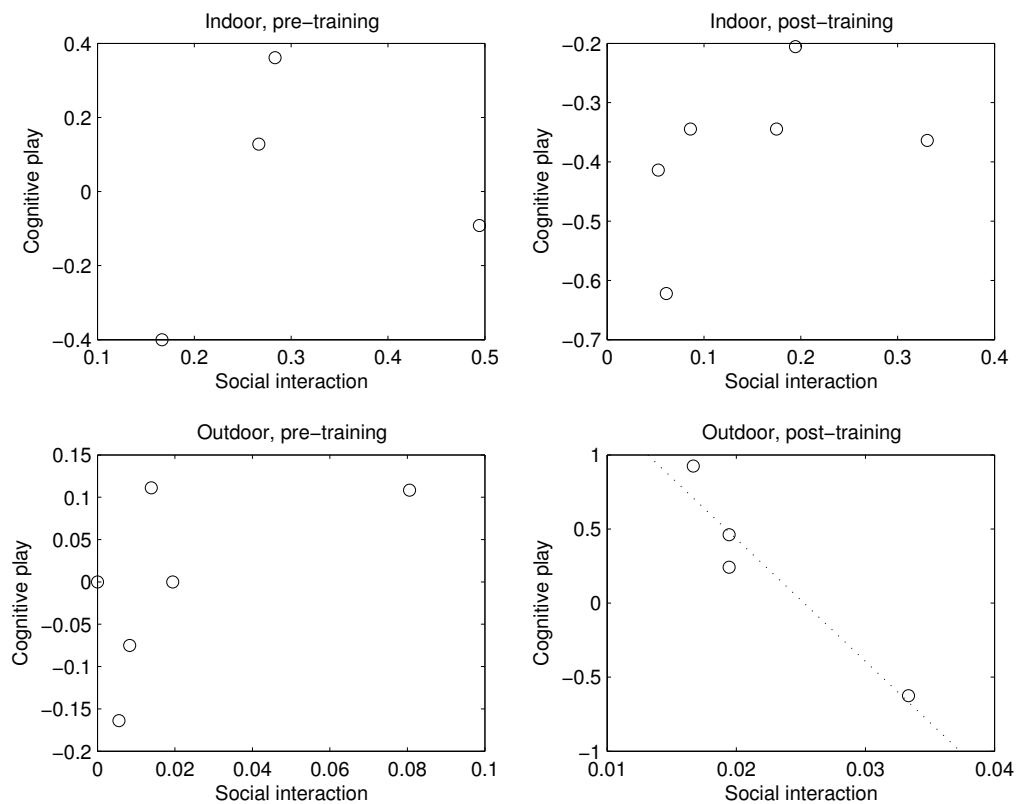 Indoor, pre−training
Cognitive play
0.4
0.2
0
−0.2
−0.4
0.1 0.2 0.3 0.4 0.5
Social interaction
Indoor, post−training
Cognitive play
−0.2
−0.3
−0.4
−0.5
−0.6
−0.7
0 0.1 0.2 0.3 0.4
Social interaction
Outdoor, pre−training
Cognitive play
0.15
0.1
0.05
0
−0.05
−0.1
−0.15
−0.2
0 0.02 0.04 0.06 0.08 0.1
Social interaction
Outdoor, post−training
Cognitive play
1
0.5
0
−0.5
−1
0.01 0.02 0.03 0.04
Social interaction